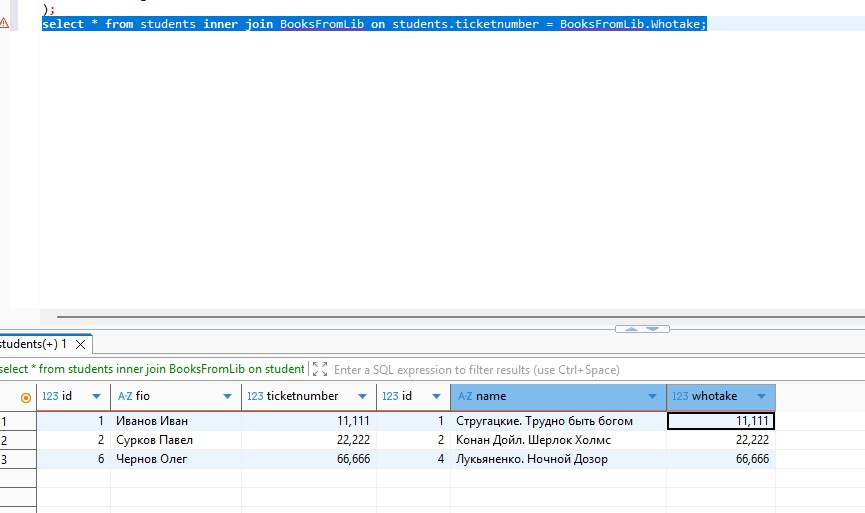 );
select * from students inner join BooksFromLib on students.ticketnumber = BooksFromLib.Whotake;
students(+) 1
select * from students inner join BooksFromLib on student Enter a SQL expression to filter results (use Ctrl+Space)
123 id A-Z fio 123 ticketnumber 123 id A-Z name 123 whotake
1 1 Иванов Иван 11,111 1 Стругацкие. Трудно быть богом 11,111
2 2 Сурков Павел 22,222 2 Конан Дойл. Шерлок Холмс 22,222
3 6 Чернов Олег 66,666 4 Лукьяненко. Ночной Дозор 66,666